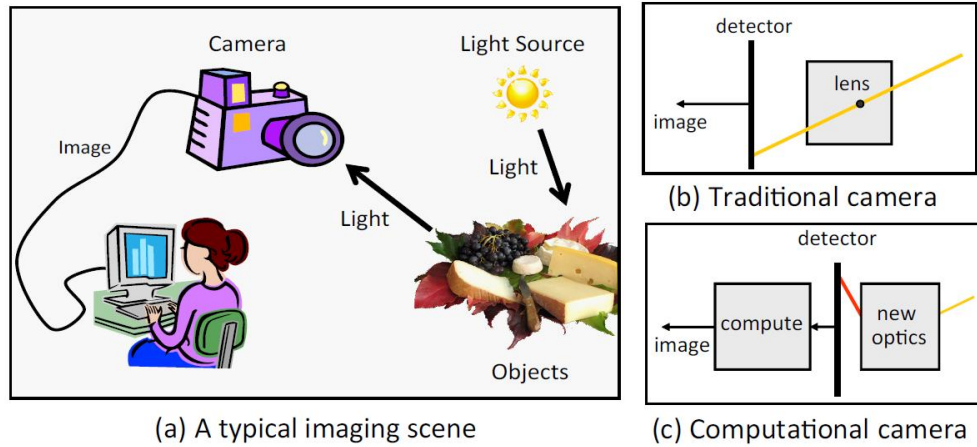 Camera
Light Source
Image
Light
Light
Objects
(a) A typical imaging scene
detector
lens
image
(b) Traditional camera
detector
compute
new
optics
image
(c) Computational camera